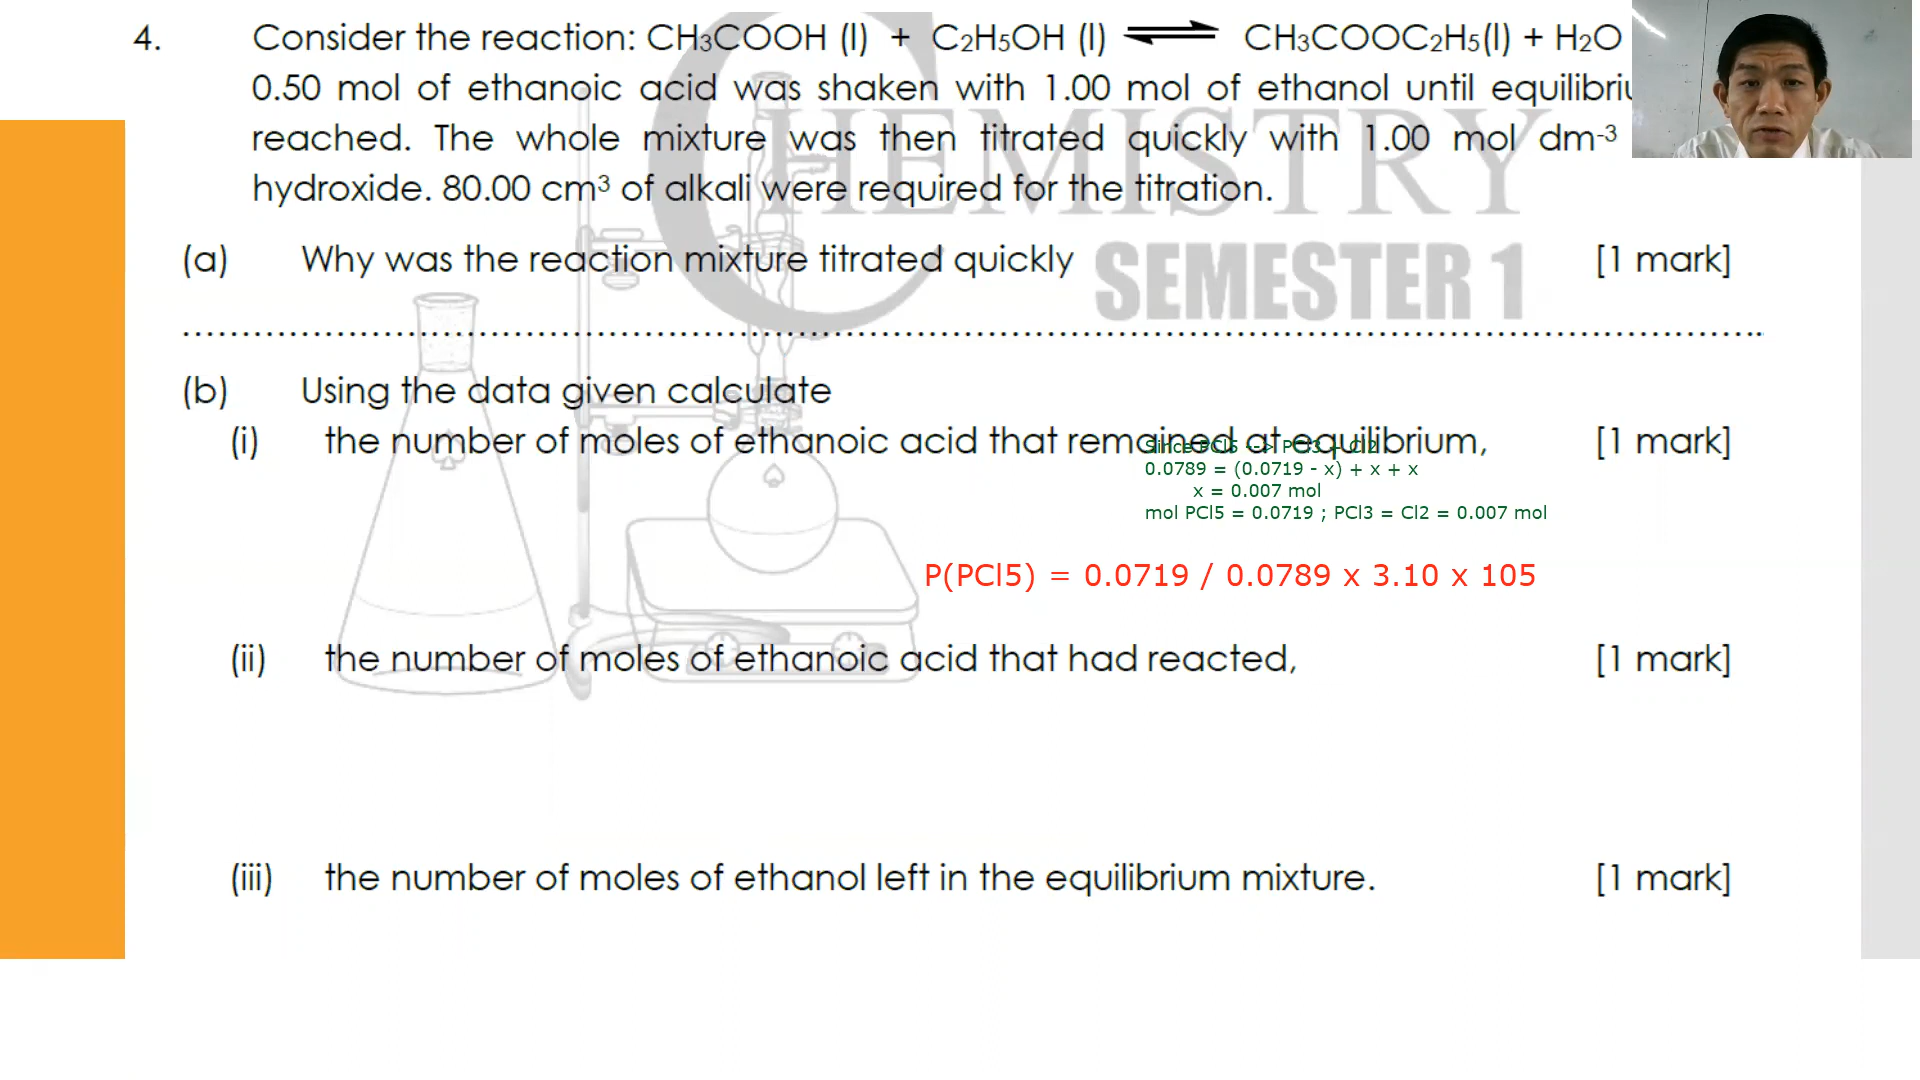 4. Consider the reaction: CH3COOH (l) + C2H5OH (l) ⇌ CH3COOC2H5(l) + H2O
0.50 mol of ethanoic acid was shaken with 1.00 mol of ethanol until
reached. The whole mixture was then titrated quickly with 1.00 mol dm-3
hydroxide. 80.00 cm3 of alkali were required for the titration.
CHEMISTRY
SEMESTER 1
(a) Why was the reaction mixture titrated quickly [1 mark]
(b) Using the data given calculate
(i) the number of moles of ethanoic acid that remained at equilibrium, [1 mark]
Since PCl5 --> PCl3 + Cl2
0.0789 = (0.0719 - x) + x + x
x = 0.007 mol
mol PCl5 = 0.0719 ; PCl3 = Cl2 = 0.007 mol
P(PCl5) = 0.0719 / 0.0789 x 3.10 x 105
(ii) the number of moles of ethanoic acid that had reacted, [1 mark]
(iii) the number of moles of ethanol left in the equilibrium mixture. [1 mark]